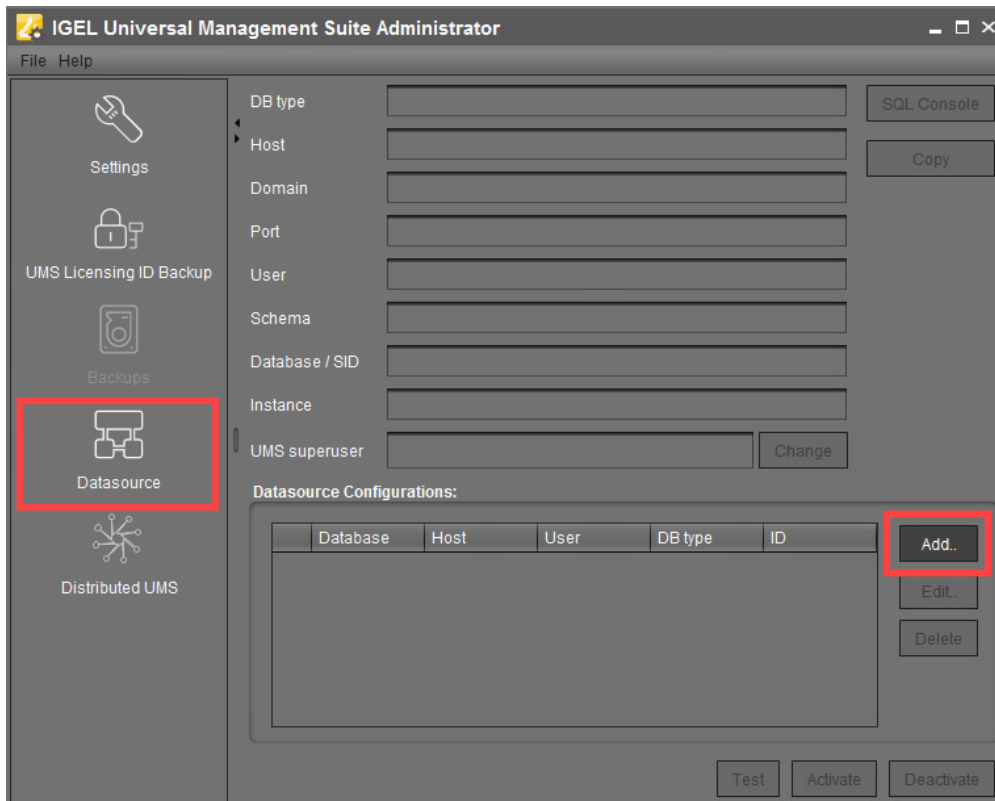 IGEL Universal Management Suite Administrator
File Help
Settings
UMS Licensing ID Backup
Backups
Datasource
Distributed UMS
DB type
SQL Console
Host
Copy
Domain
Port
User
Schema
Database / SID
Instance
UMS superuser Change
Datasource Configurations:
Database Host User DB type ID
Add..
Edit..
Delete
Test Activate Deactivate